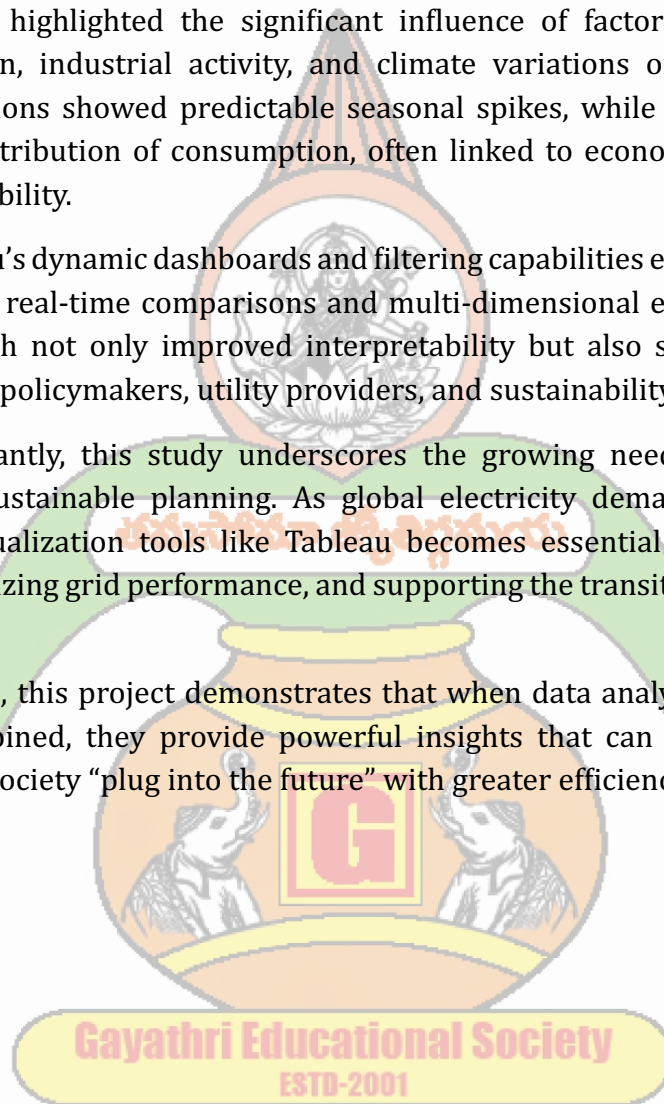 highlighted the significant influence of factor
n, industrial activity, and climate variations o
ons showed predictable seasonal spikes, while
tribution of consumption, often linked to econo
bility.
u's dynamic dashboards and filtering capabilities e
real-time comparisons and multi-dimensional e
h not only improved interpretability but also s
policymakers, utility providers, and sustainability
antly, this study underscores the growing need
ustainable planning. As global electricity dema
ualization tools like Tableau becomes essential
izing grid performance, and supporting the transit
, this project demonstrates that when data analy
bined, they provide powerful insights that can
ociety “plug into the future” with greater efficienc
G
Gayathri Educational Society
ESTD-2001